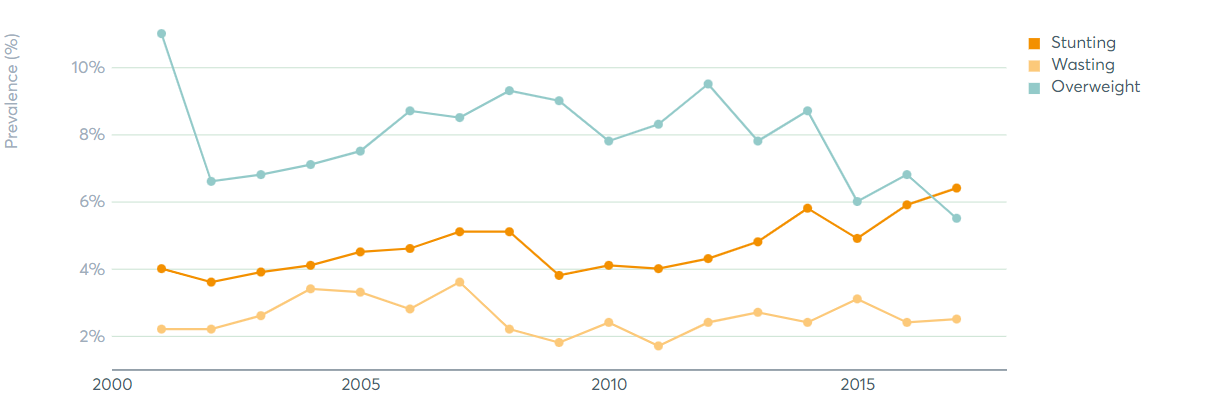 Prevalence (%)
10%
8%
6%
4%
2%
2000
2005
2010
2015
Stunting
Wasting
Overweight